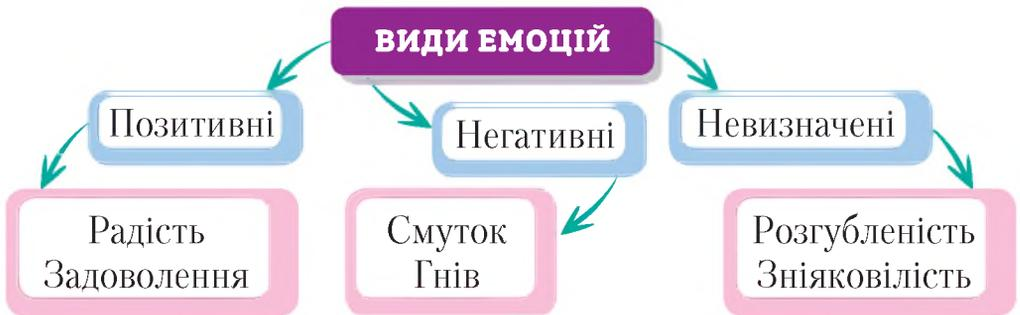 ВИДИ ЕМОЦІЙ
Позитивні
Негативні
Невизначені
Радість
Задоволення
Смуток
Гнів
Розгубленість
Зніяковілість